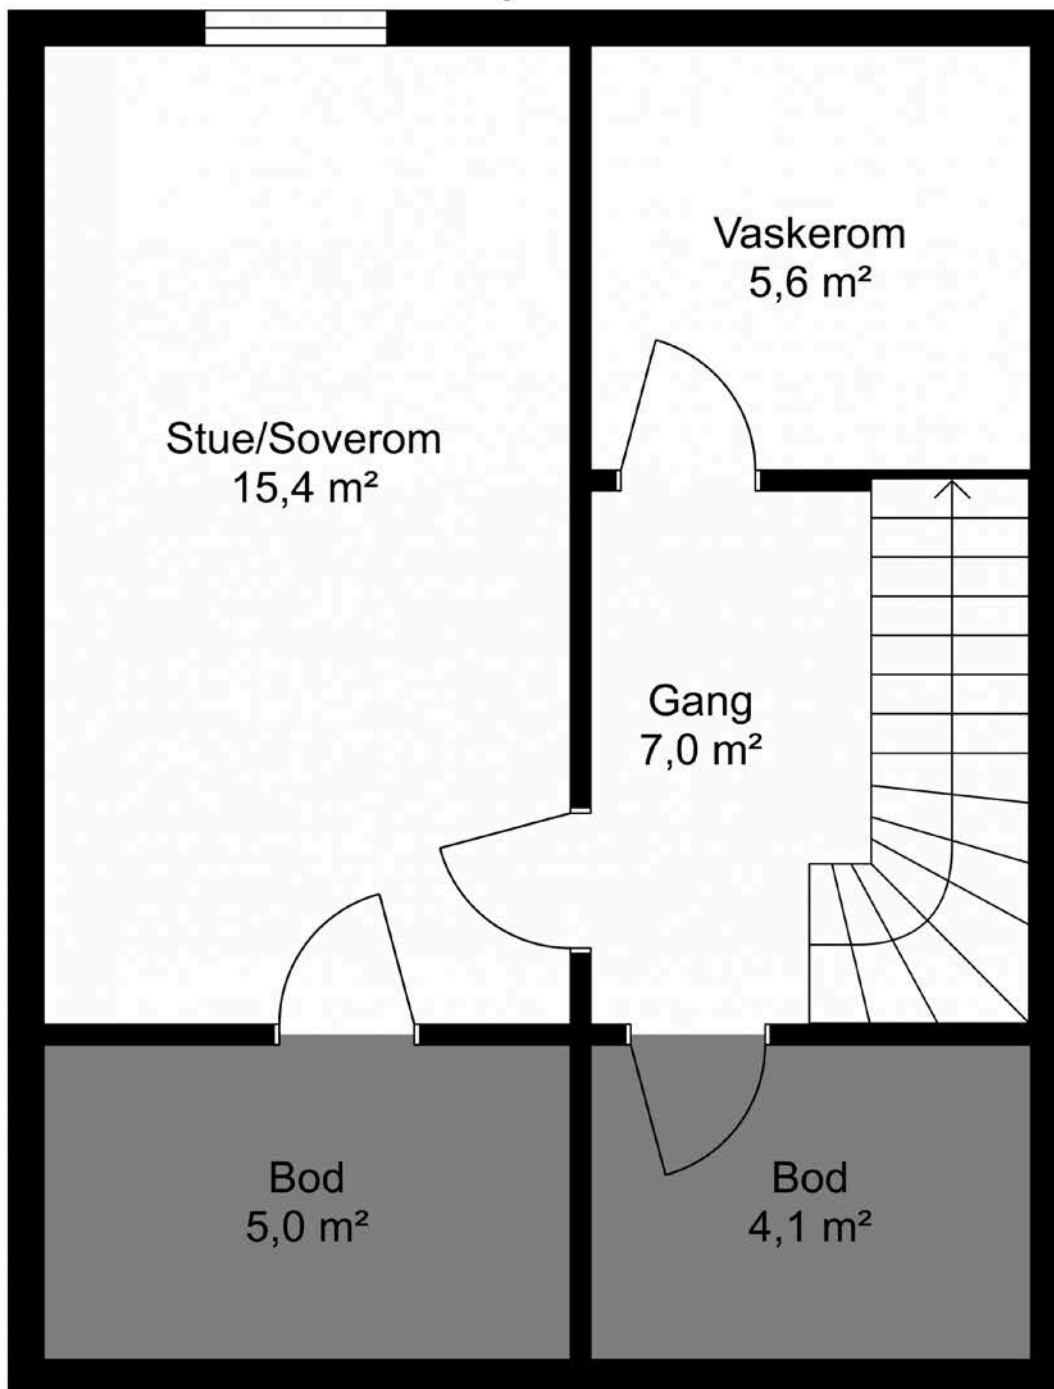 Vaskerom
5,6 m²
Stue/Soverom
15,4 m²
Gang
7,0 m²
Bod
5,0 m²
Bod
4,1 m²